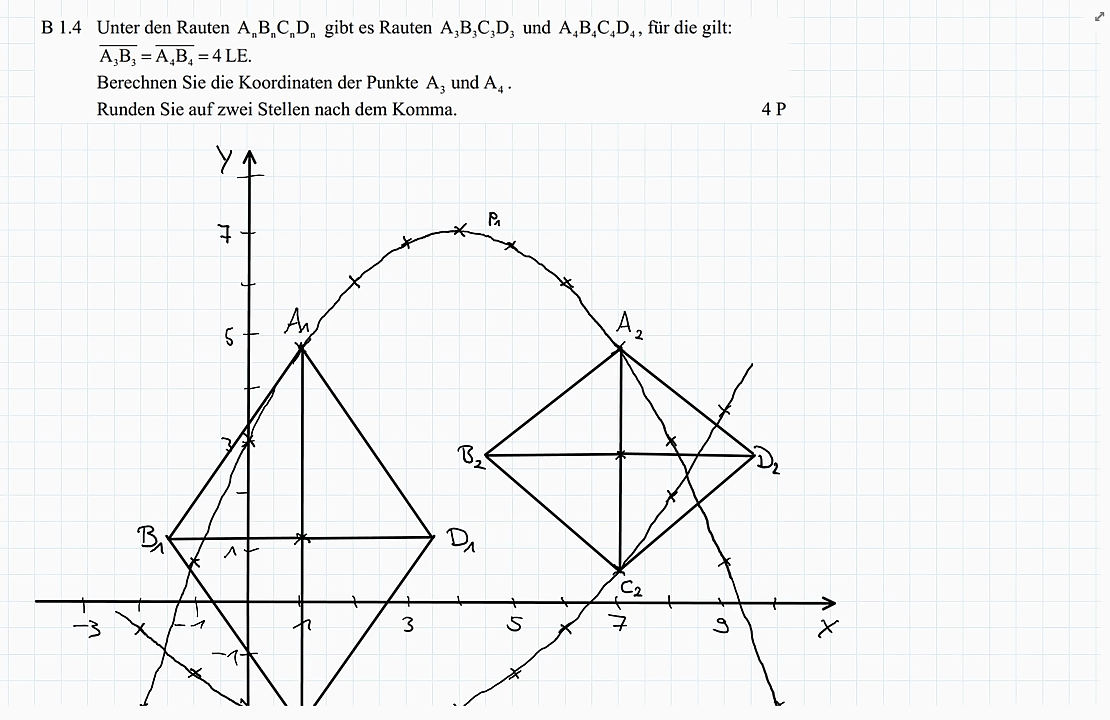 B 1.4 Unter den Rauten AₙBₙCₙDₙ gibt es Rauten A₃B₃C₃D₃ und A₄B₄C₄D₄, für die gilt:
A₃B₃ = A₄B₄ = 4 LE.
Berechnen Sie die Koordinaten der Punkte A₃ und A₄.
Runden Sie auf zwei Stellen nach dem Komma. 4 P
y
7
p₁
5
A₁
A₂
3
B₂
D₂
B₁
1
D₁
C₂
-3 -1 1 3 5 7 9 x
-1